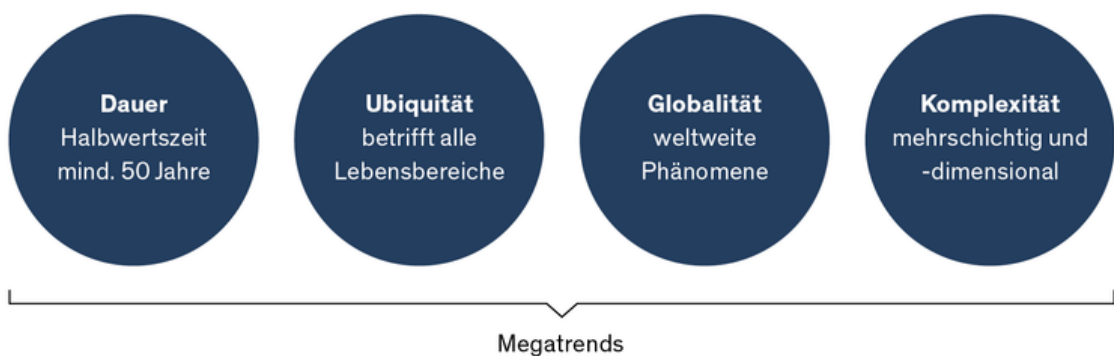 Dauer
Halbwertszeit
mind. 50 Jahre
Ubiquität
betrifft alle
Lebensbereiche
Globalität
weltweite
Phänomene
Komplexität
mehrschichtig und
-dimensional
Megatrends